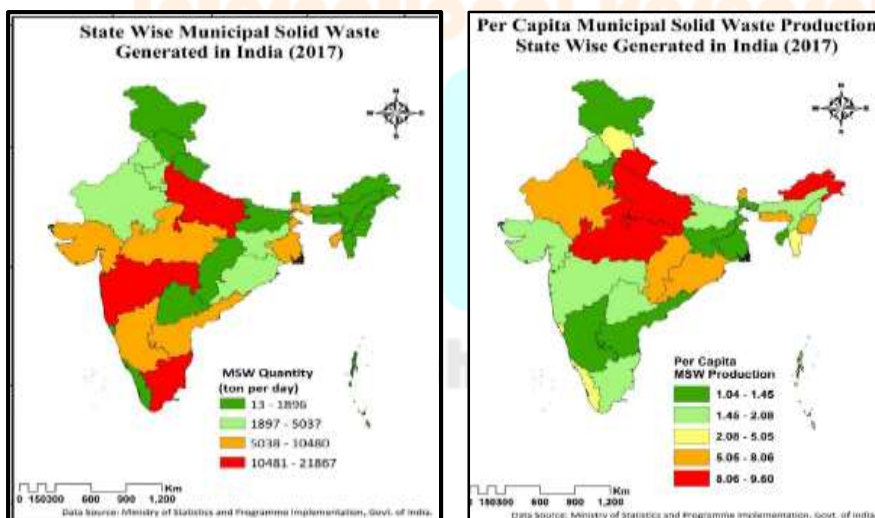 State Wise Municipal Solid Waste
Generated in India (2017)
MSW Quantity
(ton per day)
13 - 1896
1897 - 5037
5038 - 10480
10481 - 21867
Km
0 150300 600 900 1,200
Data Source: Ministry of Statistics and Programme Implementation, Govt. of India.
Per Capita Municipal Solid Waste Production
State Wise Generated in India (2017)
Per Capita
MSW Production
1.04 - 1.45
1.45 - 2.08
2.08 - 5.05
5.05 - 8.06
8.06 - 9.60
Km
0 150300 600 900 1,200
Data Source: Ministry of Statistics and Programme Implementation, Govt. of India.